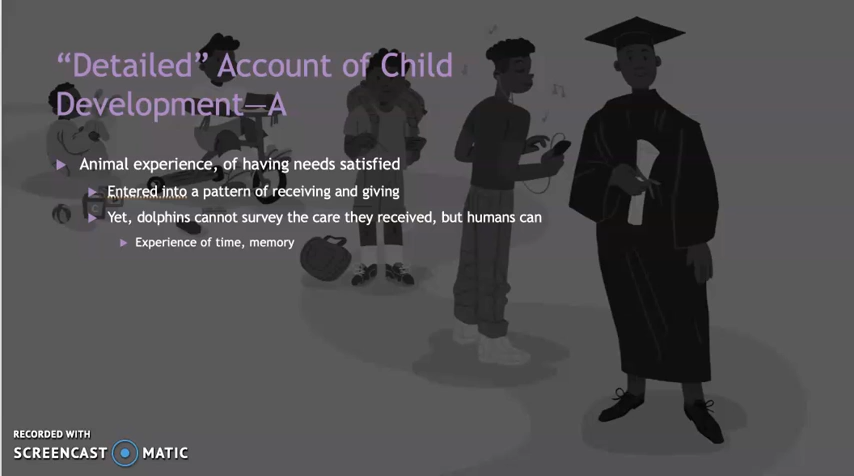 “Detailed” Account of Child
Development—A
Animal experience, of having needs satisfied
Entered into a pattern of receiving and giving
Yet, dolphins cannot survey the care they received, but humans can
Experience of time, memory
C
RECORDED WITH
SCREENCAST MATIC